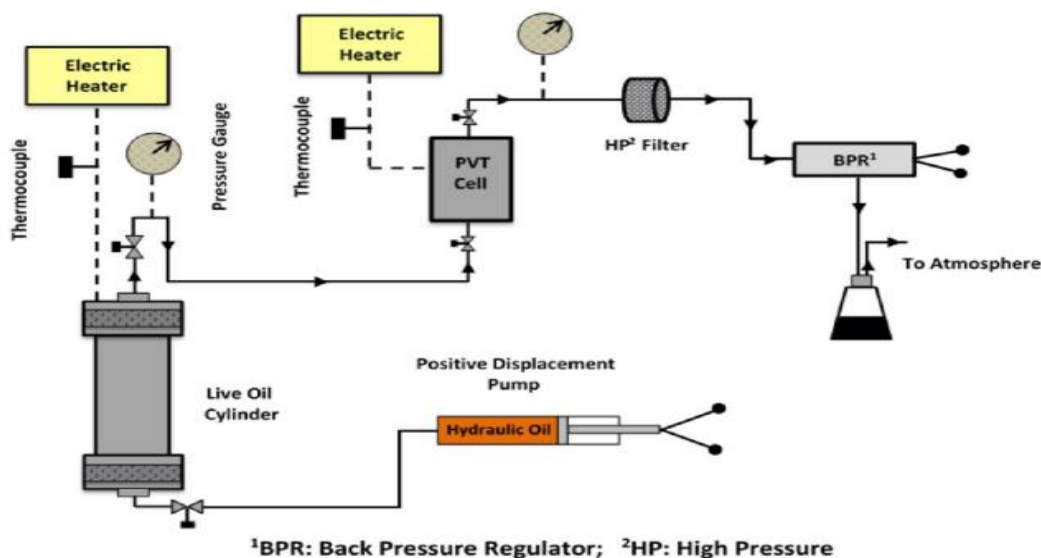 Electric
Heater
Electric
Heater
Thermocouple
Pressure Gauge
Thermocouple
PVT
Cell
HP² Filter
BPR¹
To Atmosphere
Live Oil
Cylinder
Positive Displacement
Pump
Hydraulic Oil
¹BPR: Back Pressure Regulator; ²HP: High Pressure